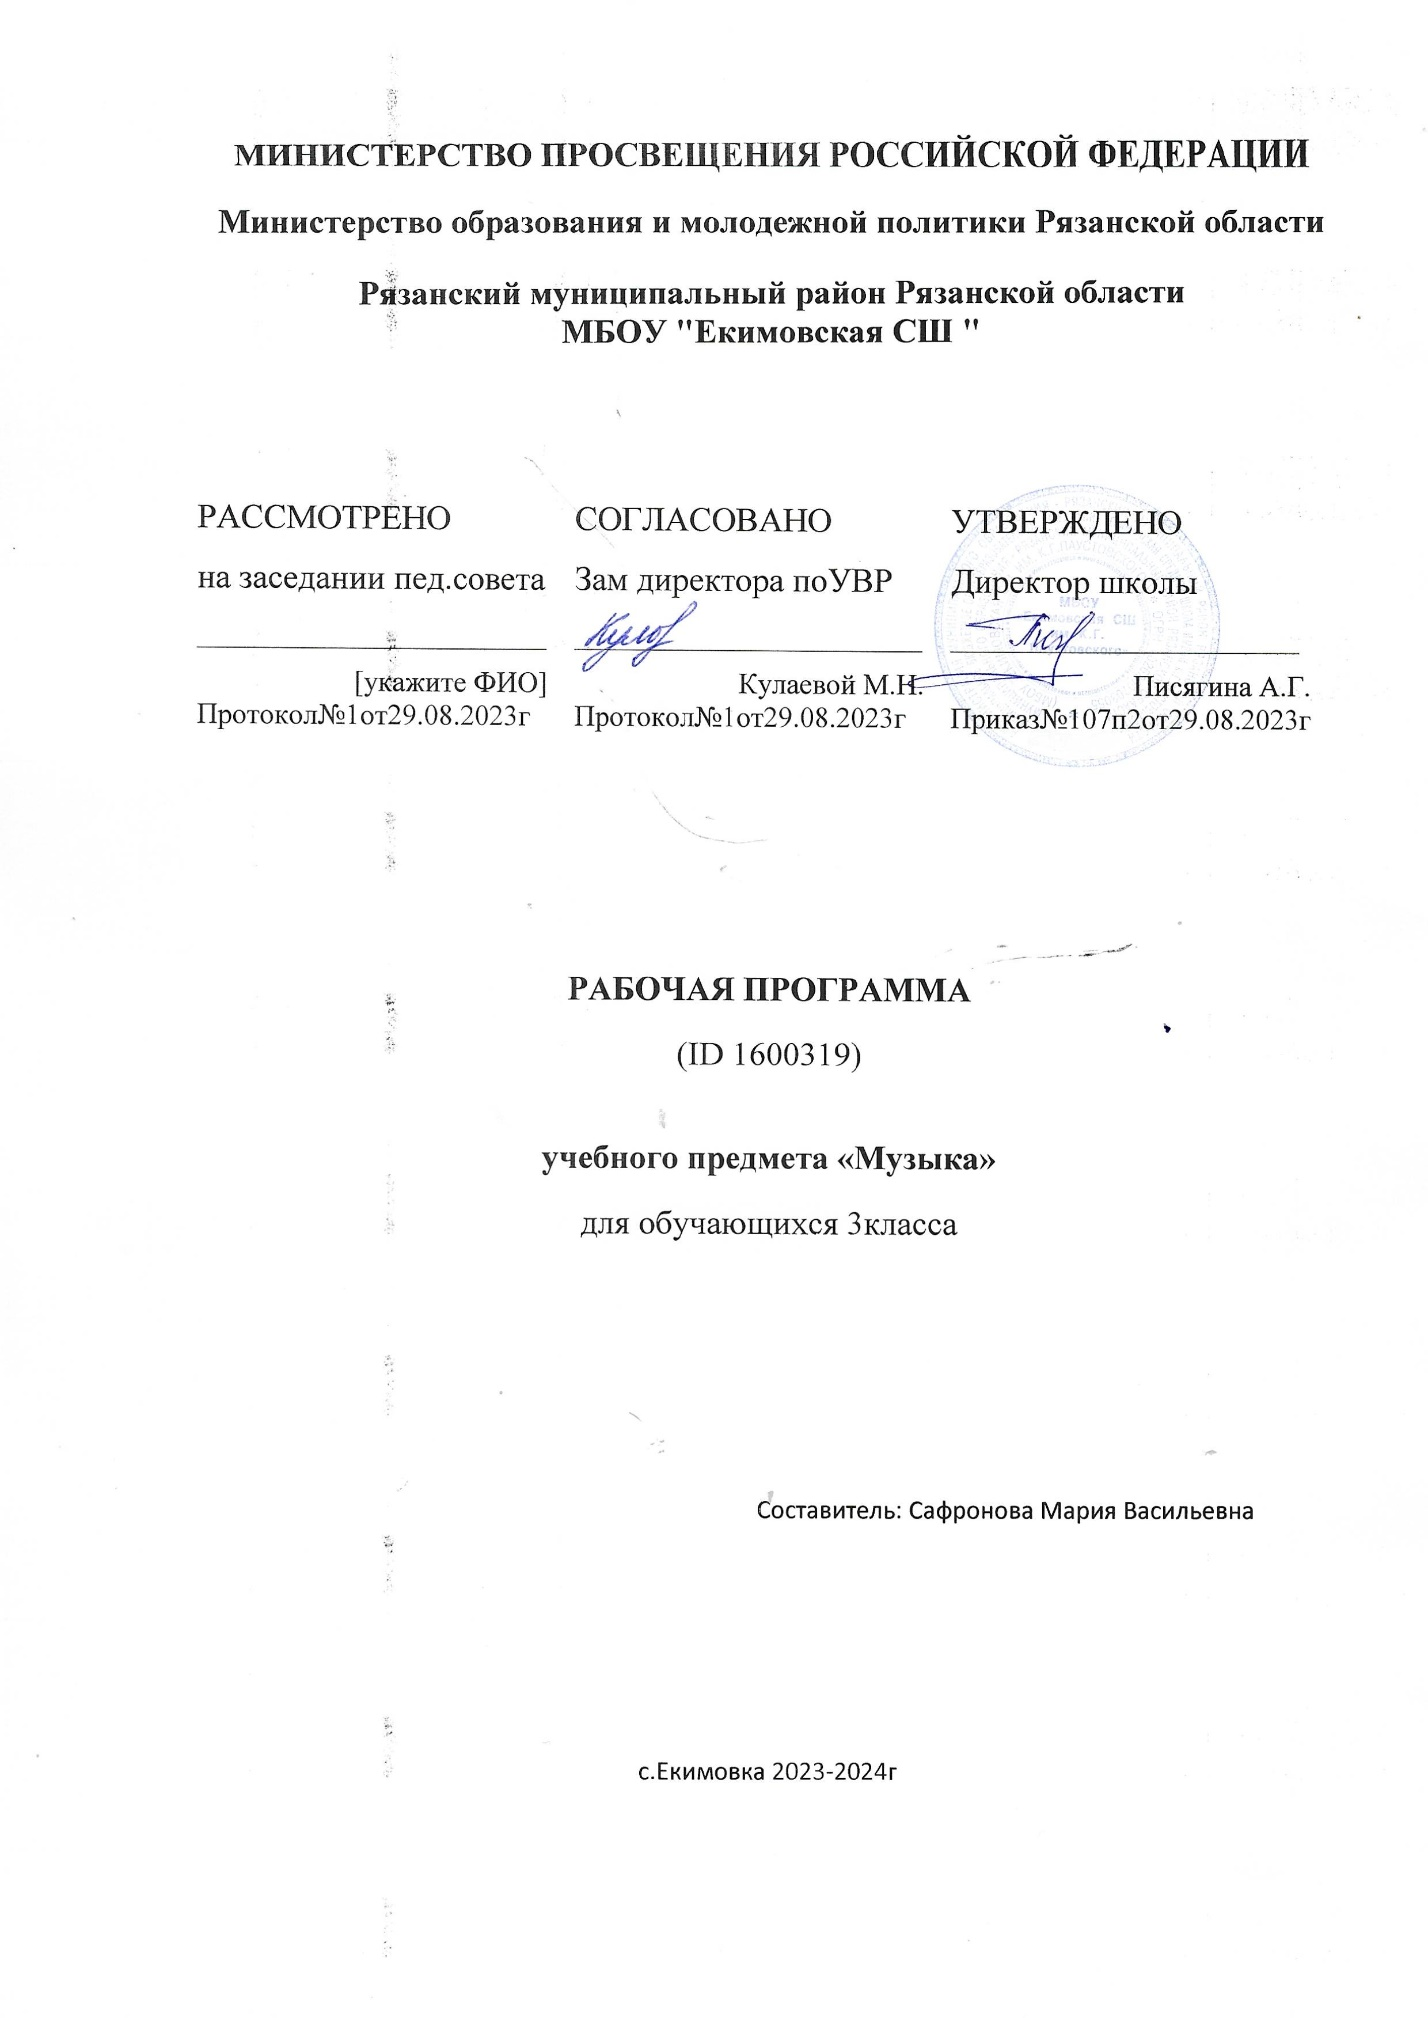 МИНИСТЕРСТВО ПРОСВЕЩЕНИЯ РОССИЙСКОЙ ФЕДЕРАЦИИ
Министерство образования и молодежной политики Рязанской области
Рязанский муниципальный район Рязанской области
МБОУ "Екимовская СШ "
РАССМОТРЕНО
на заседании пед.совета
[укажите ФИО]
Протокол№1от29.08.2023г
СОГЛАСОВАНО
Зам директора поУВР
Кулаевой М.Н.
Протокол№1от29.08.2023г
УТВЕРЖДЕНО
Директор школы
Писягина А.Г.
Приказ№107п2от29.08.2023г
МБОУ
РАБОЧАЯ ПРОГРАММА
(ID 1600319)
учебного предмета «Музыка»
для обучающихся 3класса
Составитель: Сафронова Мария Васильевна
с.Екимовка 2023-2024г